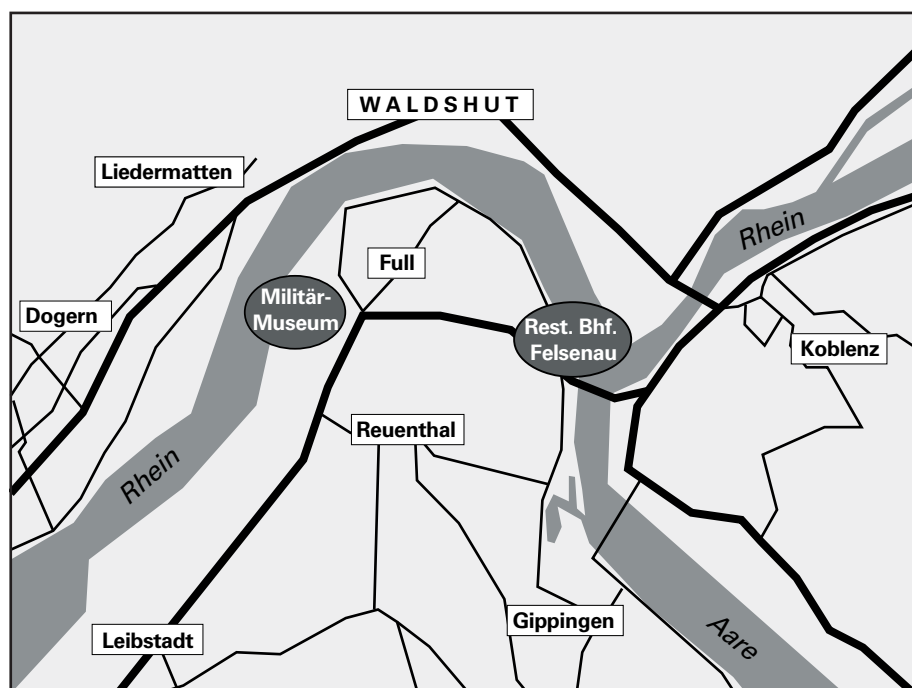 WALDSHUT
Liedermatten
Rhein
Full
Militär-
Museum
Dogern
Rest. Bhf.
Felsenau
Koblenz
Reuenthal
Rhein
Gippingen
Leibstadt
Aare